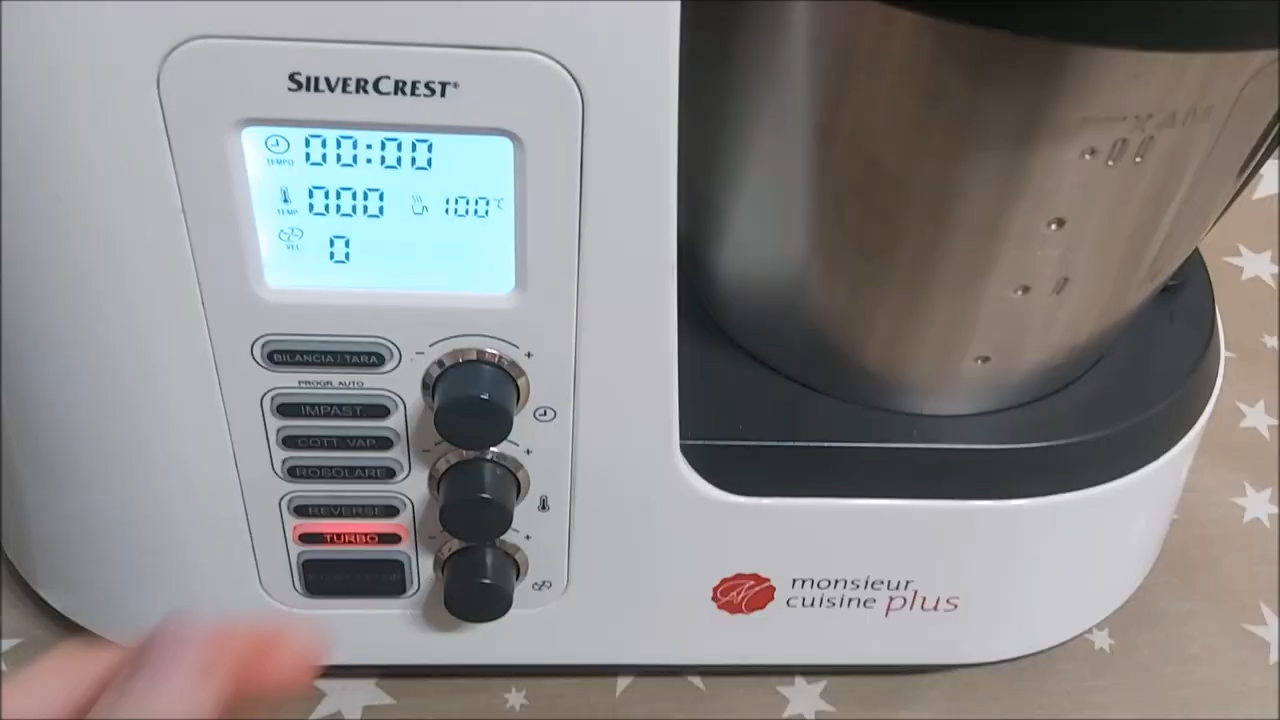 SILVERCREST®
TEMPO 00:00
TEMP. 000 100°C
VEL. 0
BILANCIA / TARA
PROGR. AUTO
IMPAST.
COTT. VAP.
ROSOLARE
REVERSE
TURBO
MAX
monsieur
cuisine plus